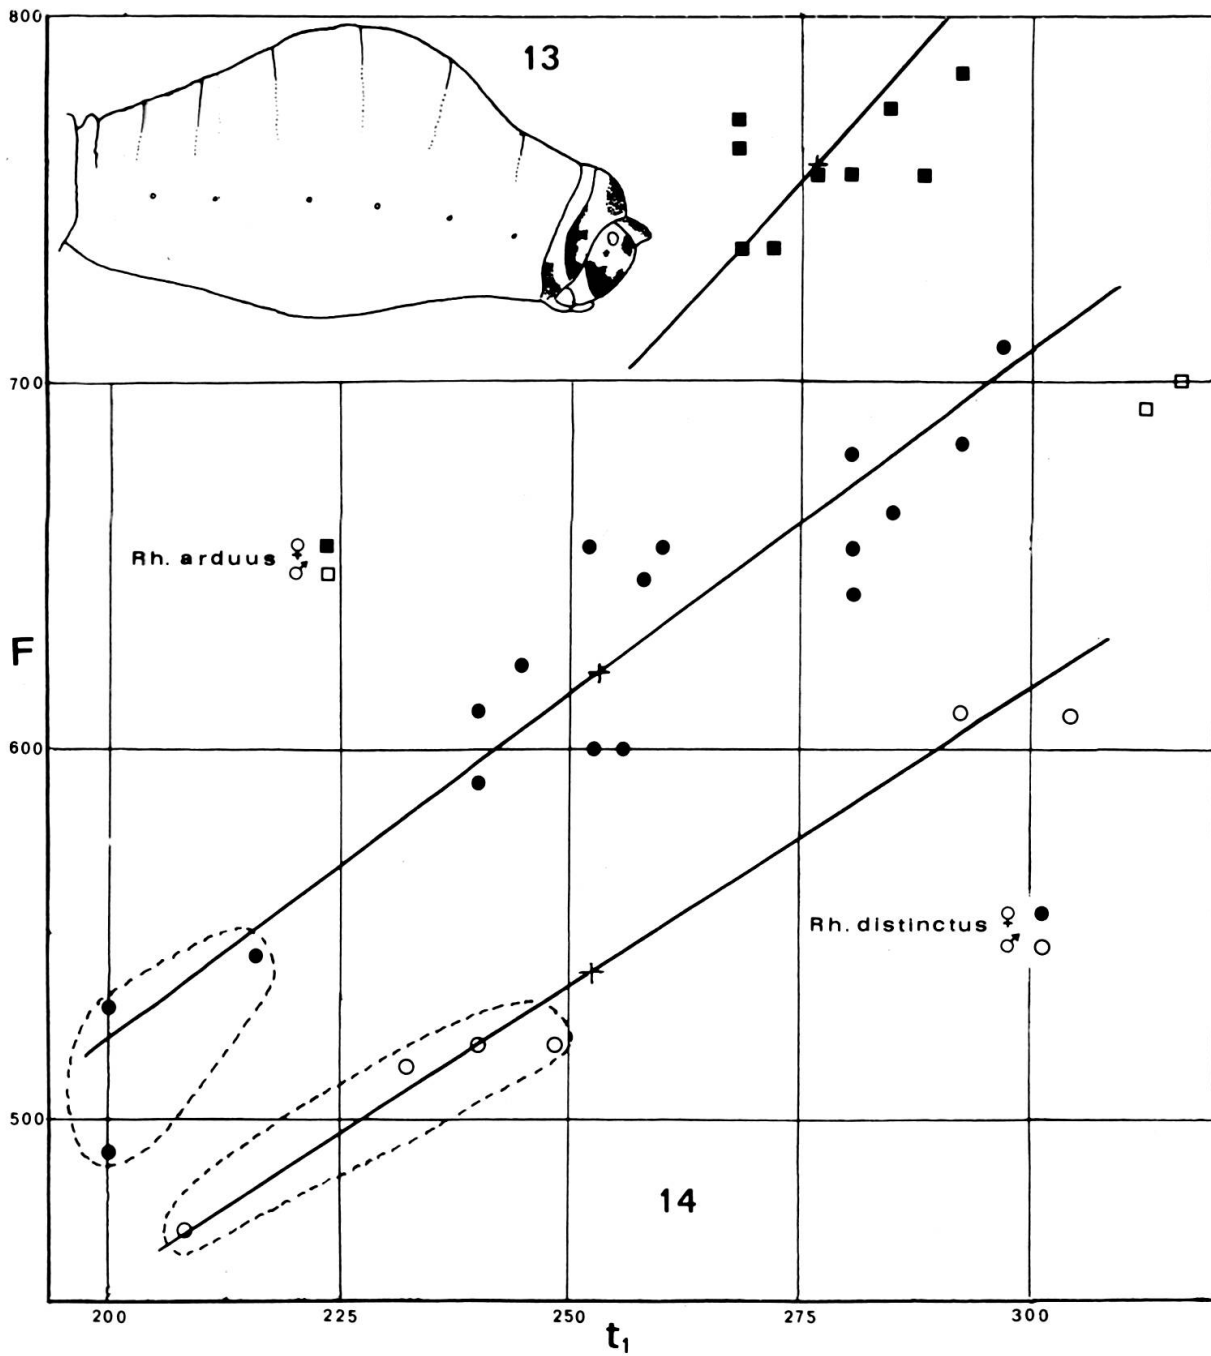 800
13
700
Rh. arduus ♀ ■
♂ □
F
600
Rh. distinctus ♀ ●
♂ ○
500
14
200 225 250 275 300
t₁